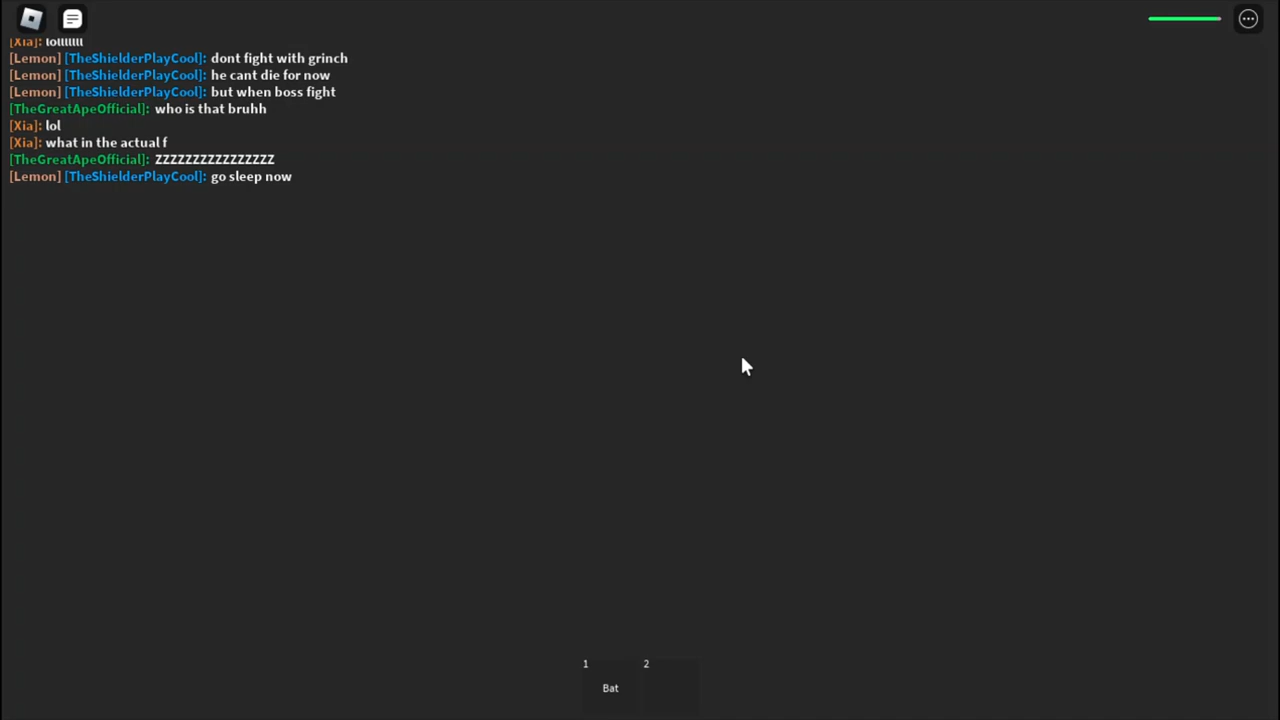 [Xia]: lolllllll
[Lemon] [TheShielderPlayCool]: dont fight with grinch
[Lemon] [TheShielderPlayCool]: he cant die for now
[Lemon] [TheShielderPlayCool]: but when boss fight
[TheGreatApeOfficial]: who is that bruhh
[Xia]: lol
[Xia]: what in the actual f
[TheGreatApeOfficial]: ZZZZZZZZZZZZZZZZ
[Lemon] [TheShielderPlayCool]: go sleep now
1 2
Bat